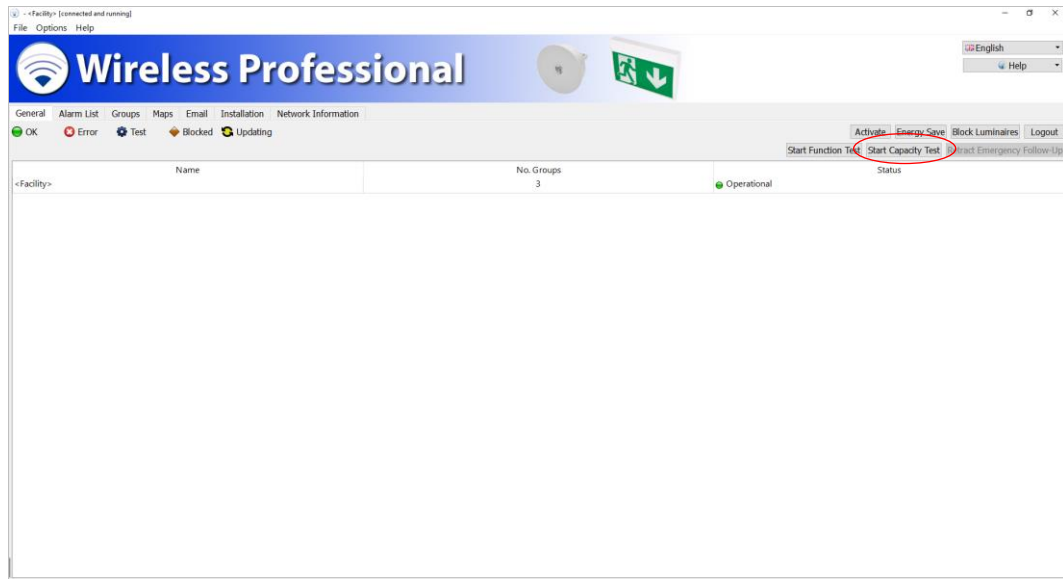 - <Facility> [connected and running]
File Options Help
Wireless Professional
English
Help
General Alarm List Groups Maps Email Installation Network Information
OK Error Test Blocked Updating
Activate Energy Save Block Luminaires Logout
Start Function Test Start Capacity Test Retract Emergency Follow-Up
Name No. Groups Status
<Facility> 3 Operational